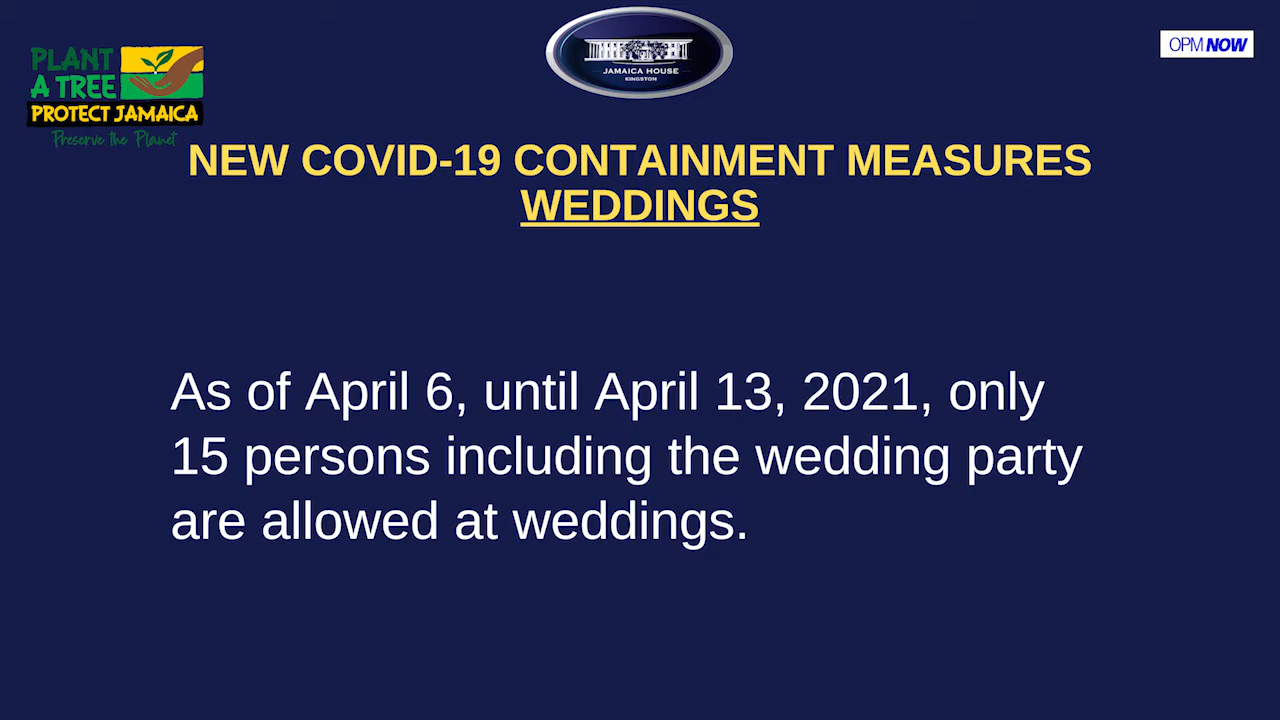 PLANT
A TREE
PROTECT JAMAICA
Preserve the Planet
JAMAICA HOUSE
KINGSTON
OPM NOW
NEW COVID-19 CONTAINMENT MEASURES
WEDDINGS
As of April 6, until April 13, 2021, only
15 persons including the wedding party
are allowed at weddings.